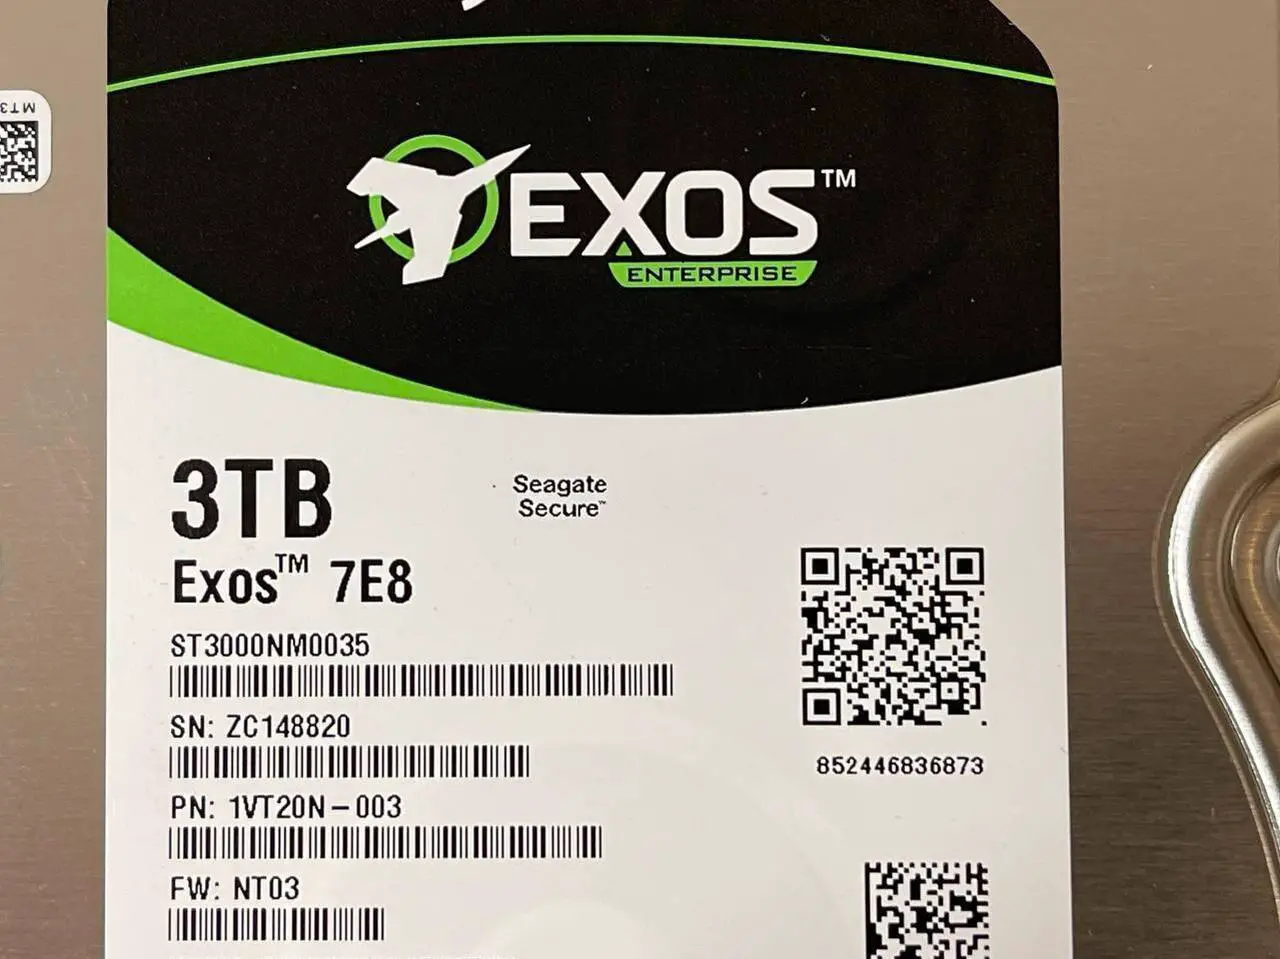 EXOS™
ENTERPRISE
3TB
Seagate
Secure™
Exos™ 7E8
ST3000NM0035
SN: ZC148820
852446836873
PN: 1VT20N-003
FW: NT03